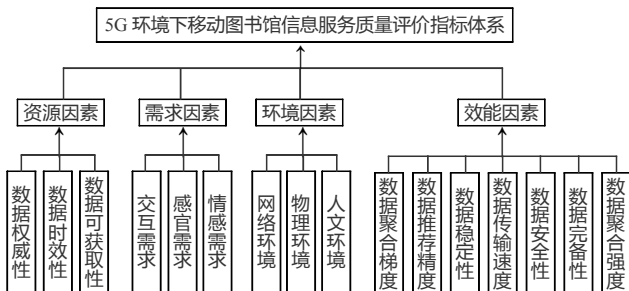 5G 环境下移动图书馆信息服务质量评价指标体系
资源因素
需求因素
环境因素
效能因素
数据权威性
数据时效性
数据可获取性
交互需求
感官需求
情感需求
网络环境
物理环境
人文环境
数据聚合梯度
数据推荐精度
数据稳定性
数据传输速度
数据安全性
数据完备性
数据聚合强度